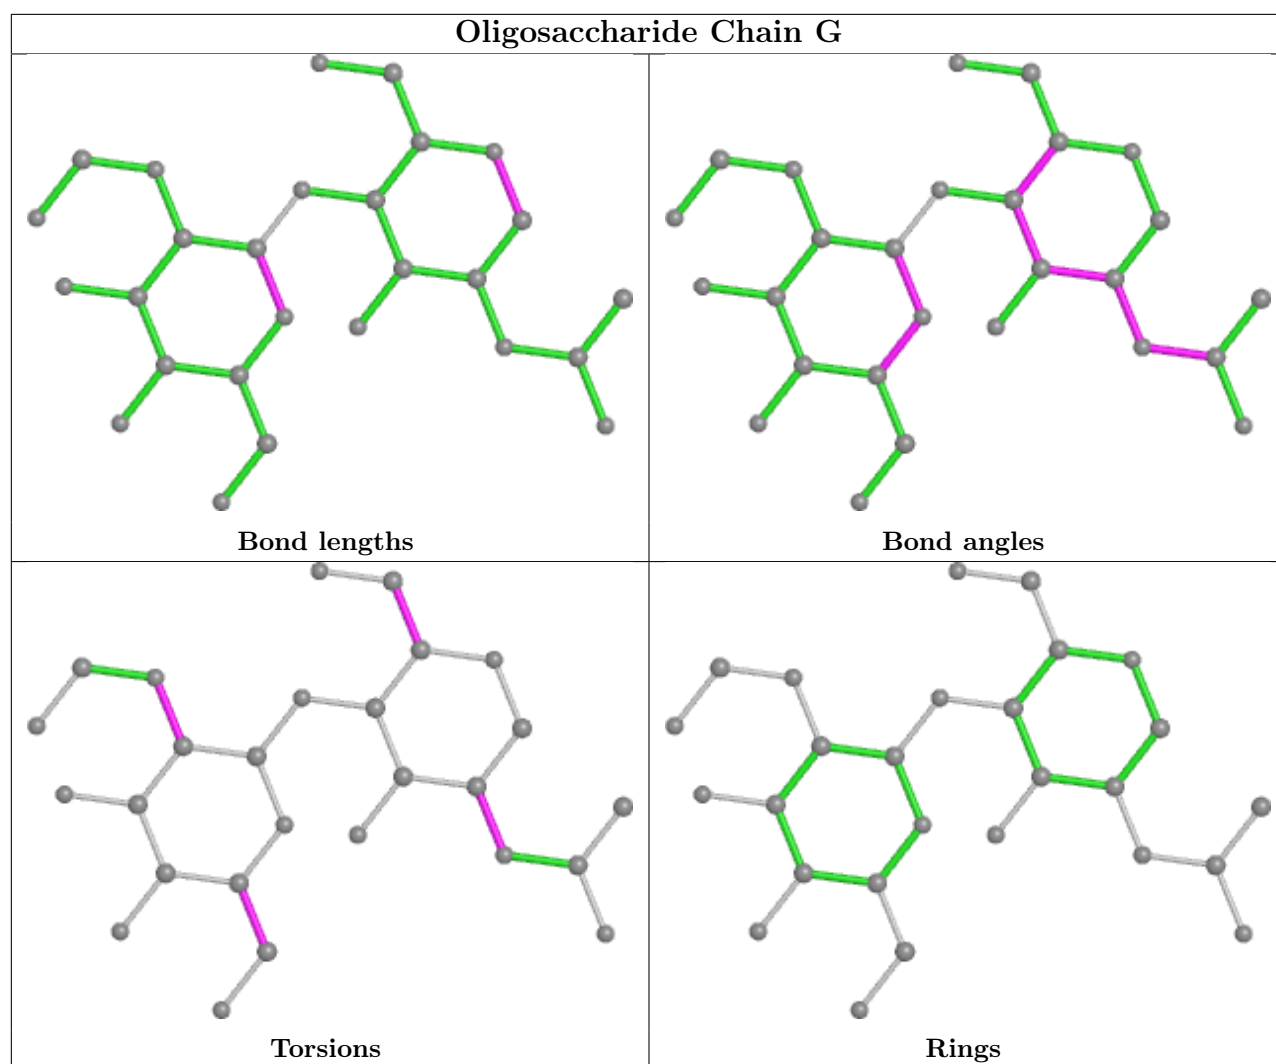 Oligosaccharide Chain G
Bond lengths
Bond angles
Torsions
Rings